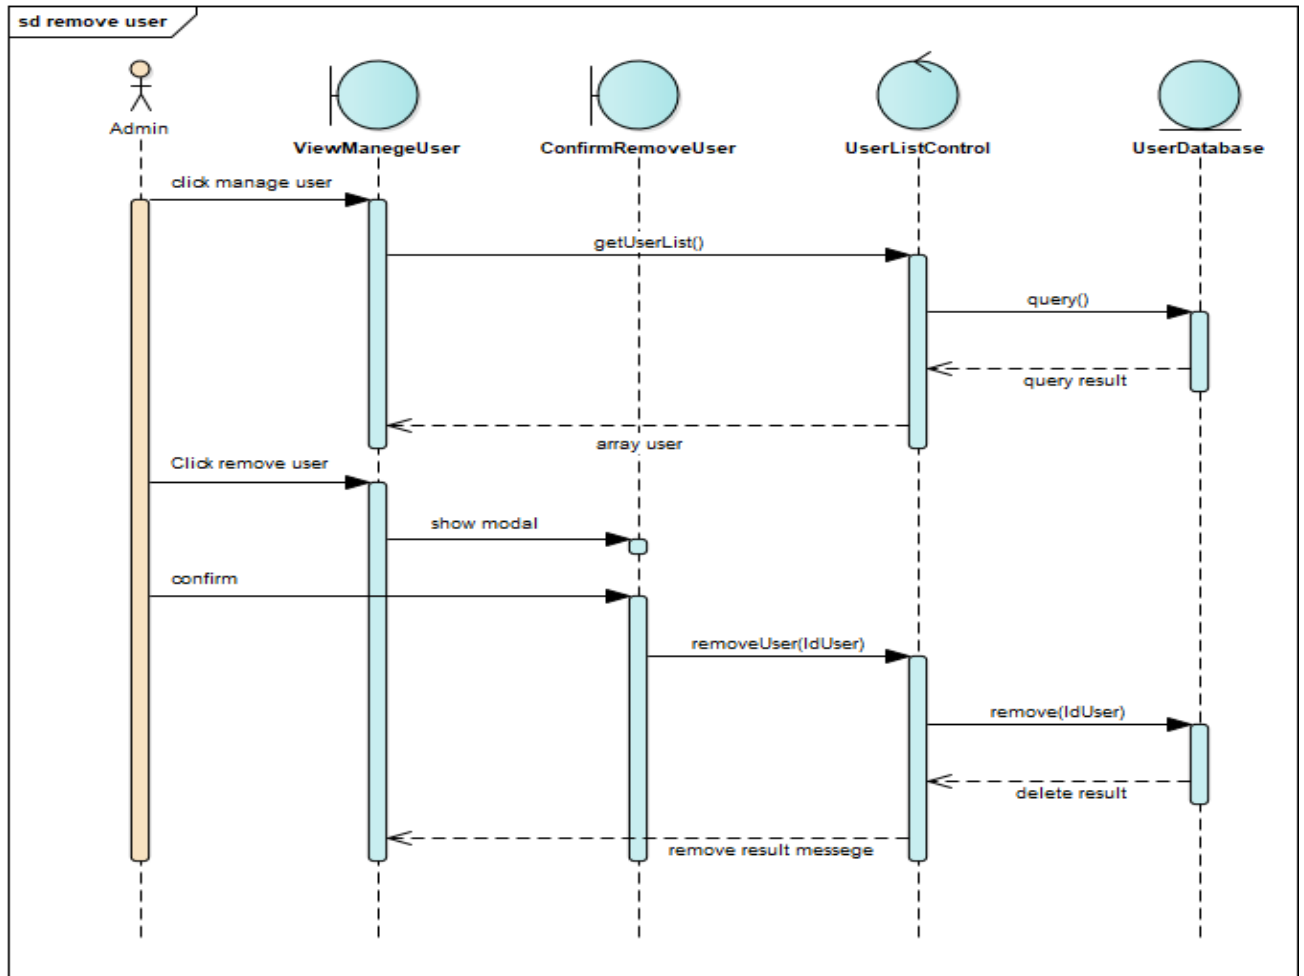 sd remove user
Admin
ViewManegeUser
ConfirmRemoveUser
UserListControl
UserDatabase
click manage user
getUserList()
query()
query result
array user
Click remove user
show modal
confirm
removeUser(IdUser)
remove(IdUser)
delete result
remove result messege